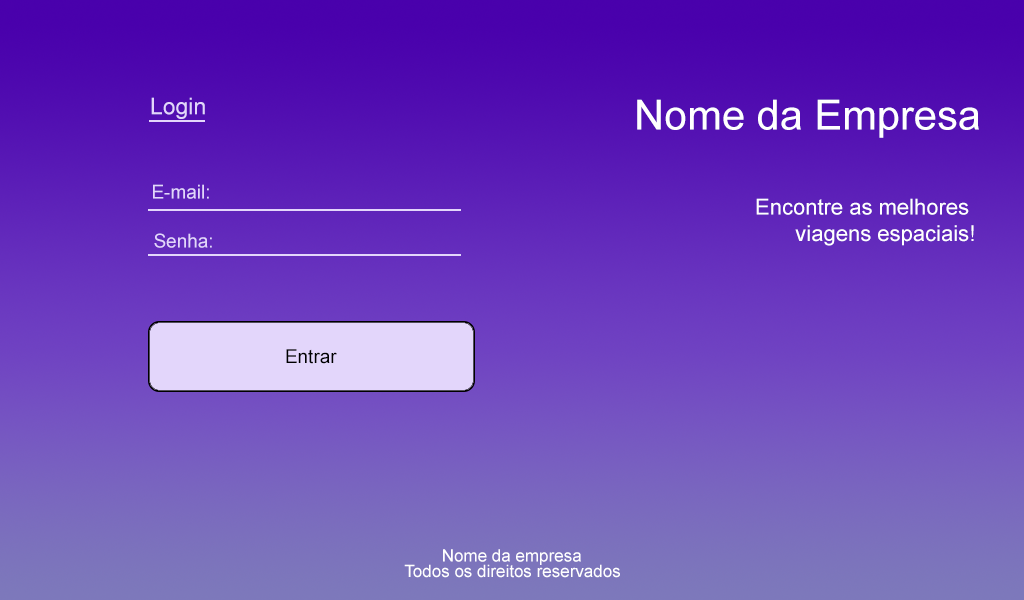 Login
E-mail:
Senha:
Entrar
Nome da Empresa
Encontre as melhores
viagens espaciais!
Nome da empresa
Todos os direitos reservados